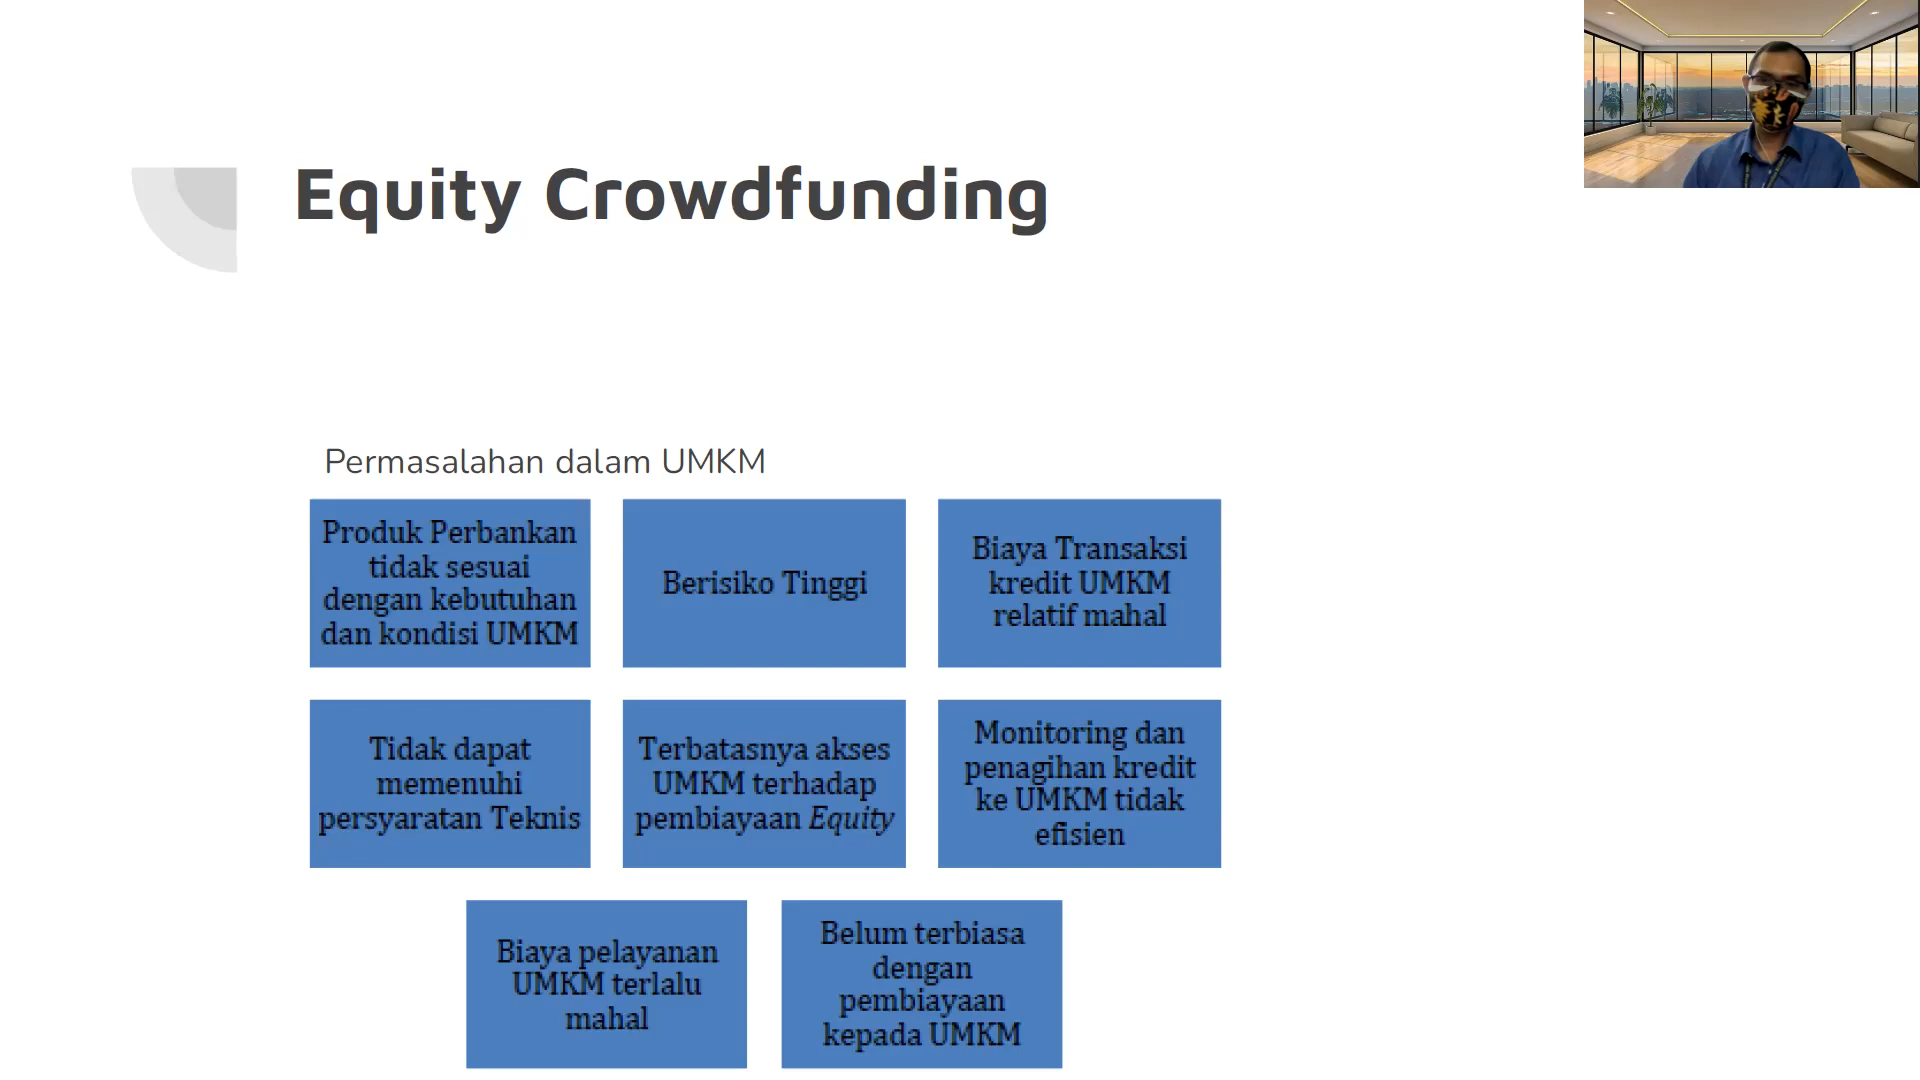 Equity Crowdfunding
Permasalahan dalam UMKM
Produk Perbankan
tidak sesuai
dengan kebutuhan
dan kondisi UMKM
Berisiko Tinggi
Biaya Transaksi
kredit UMKM
relatif mahal
Tidak dapat
memenuhi
persyaratan Teknis
Terbatasnya akses
UMKM terhadap
pembiayaan Equity
Monitoring dan
penagihan kredit
ke UMKM tidak
efisien
Biaya pelayanan
UMKM terlalu
mahal
Belum terbiasa
dengan
pembiayaan
kepada UMKM